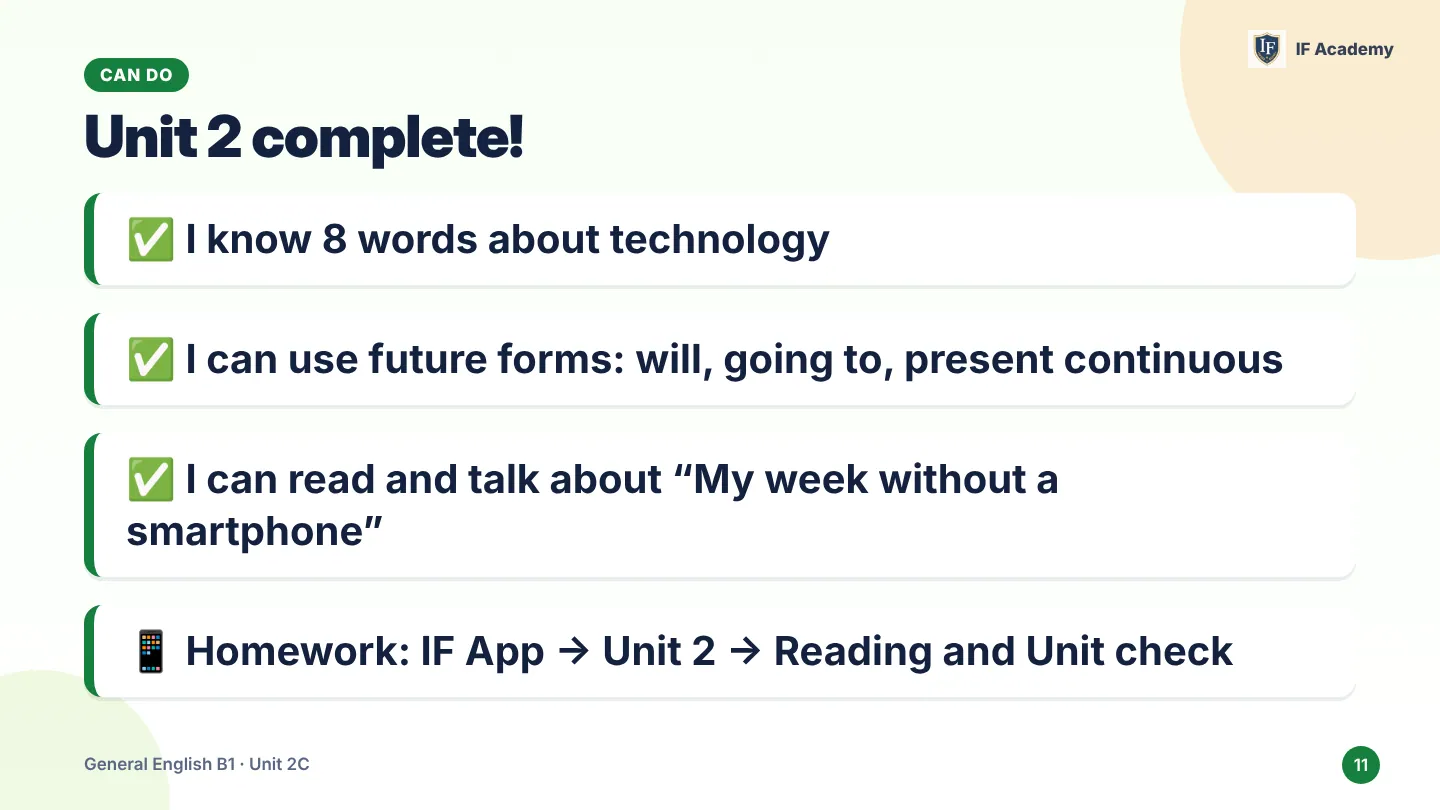 IF
IF Academy
CAN DO
Unit 2 complete!
✅ I know 8 words about technology
✅ I can use future forms: will, going to, present continuous
✅ I can read and talk about “My week without a
smartphone”
📱 Homework: IF App → Unit 2 → Reading and Unit check
General English B1 · Unit 2C
11